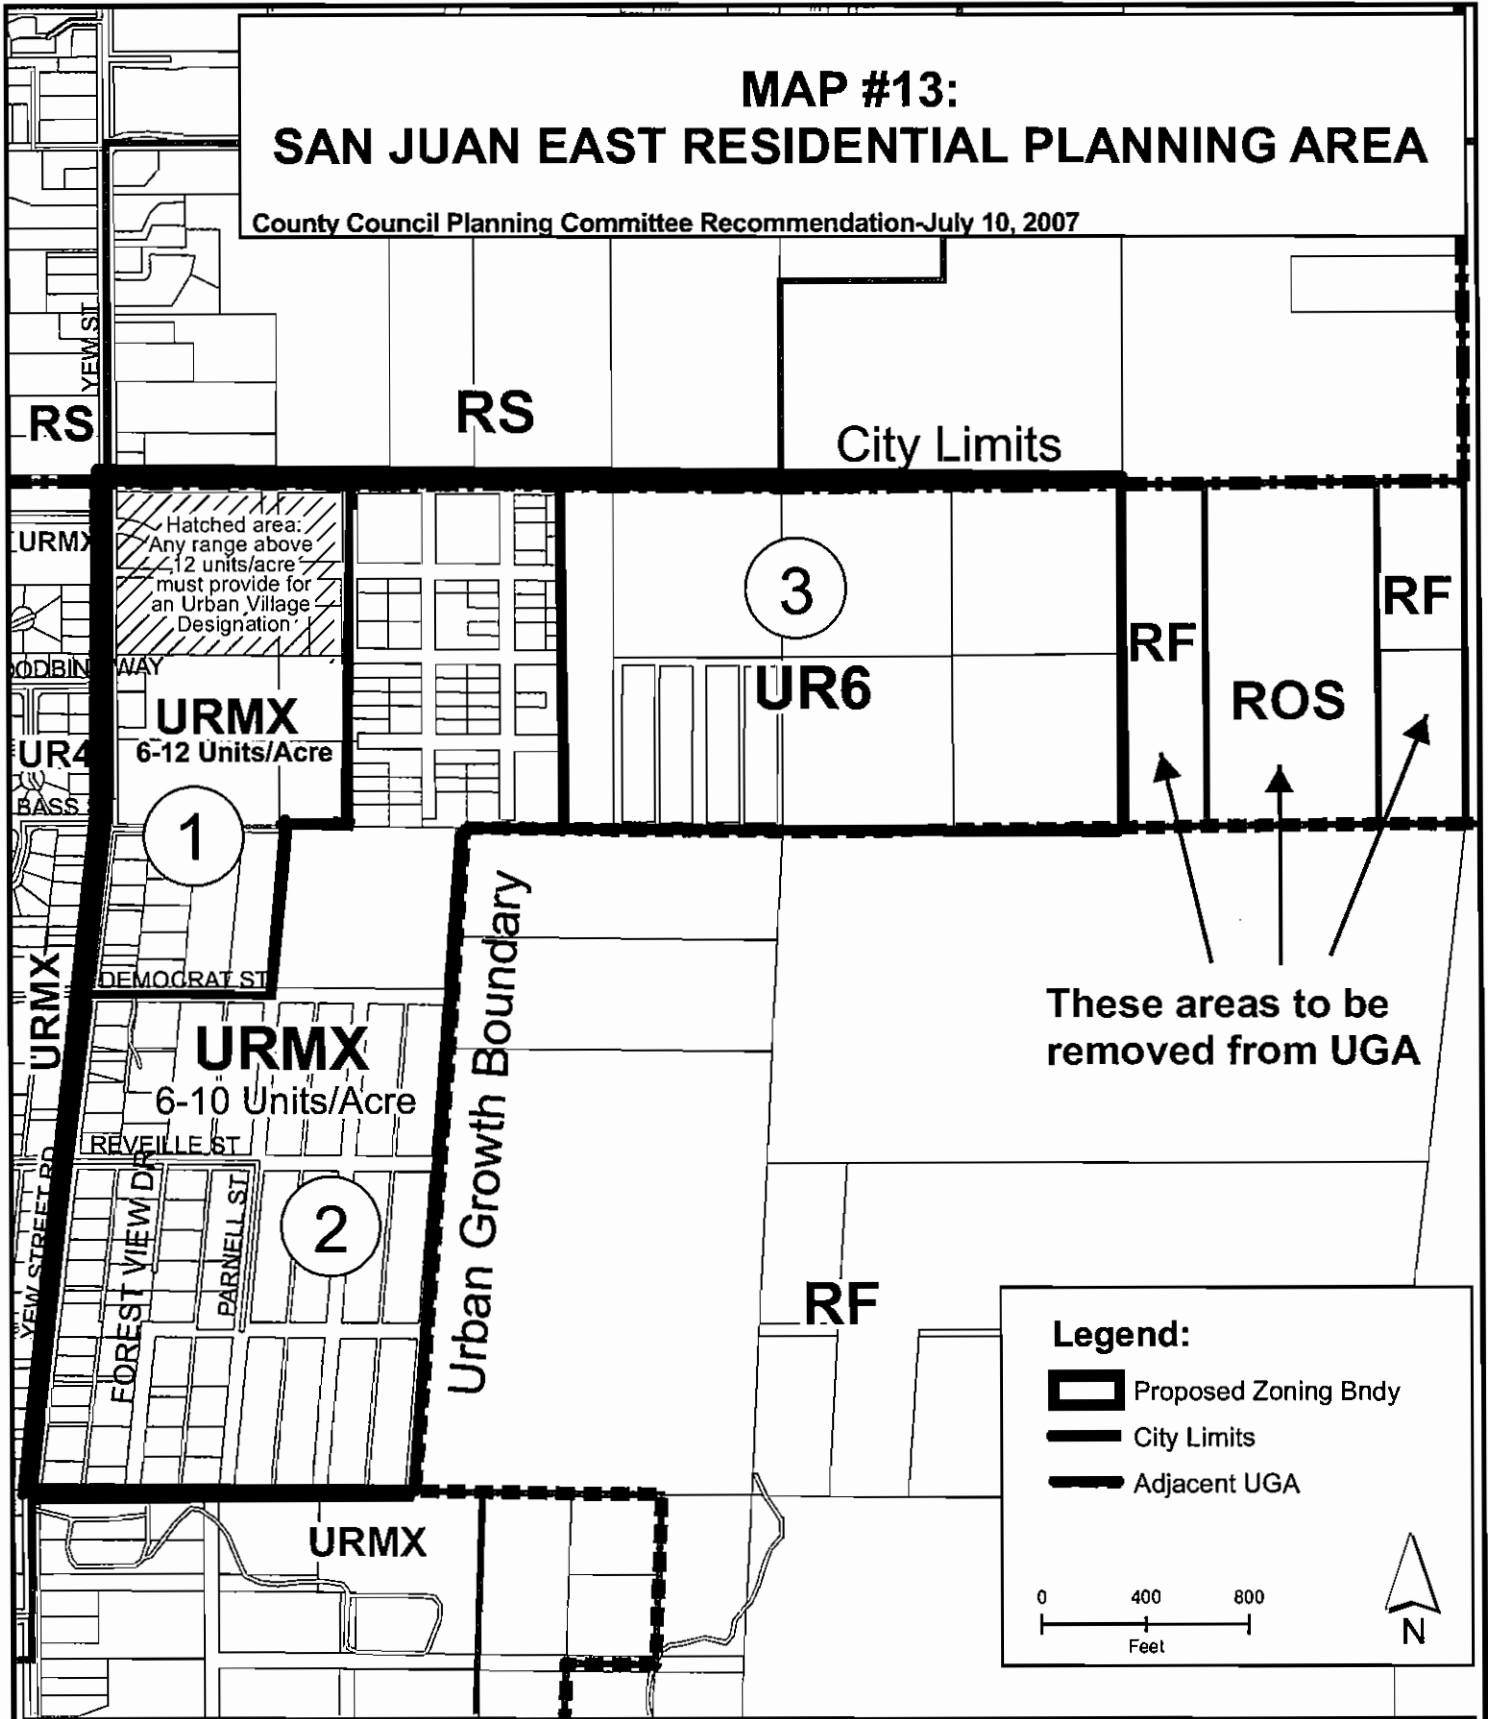 MAP #13:
SAN JUAN EAST RESIDENTIAL PLANNING AREA
County Council Planning Committee Recommendation-July 10, 2007
YEW ST
RS
RS
City Limits
URMX
Hatched area:
Any range above
12 units/acre
must provide for
an Urban Village
Designation
3
RF
RF
WAY
UR6
ROS
URMX
6-12 Units/Acre
UR4
BASS
1
Urban Growth Boundary
URMX
DEMOCRAT ST
These areas to be
removed from UGA
URMX
6-10 Units/Acre
REVEILLE ST
YEW STREET RD
FOREST VIEW DR
PARNELL ST
2
RF
Legend:
Proposed Zoning Bndy
City Limits
Adjacent UGA
URMX
0 400 800
Feet
N